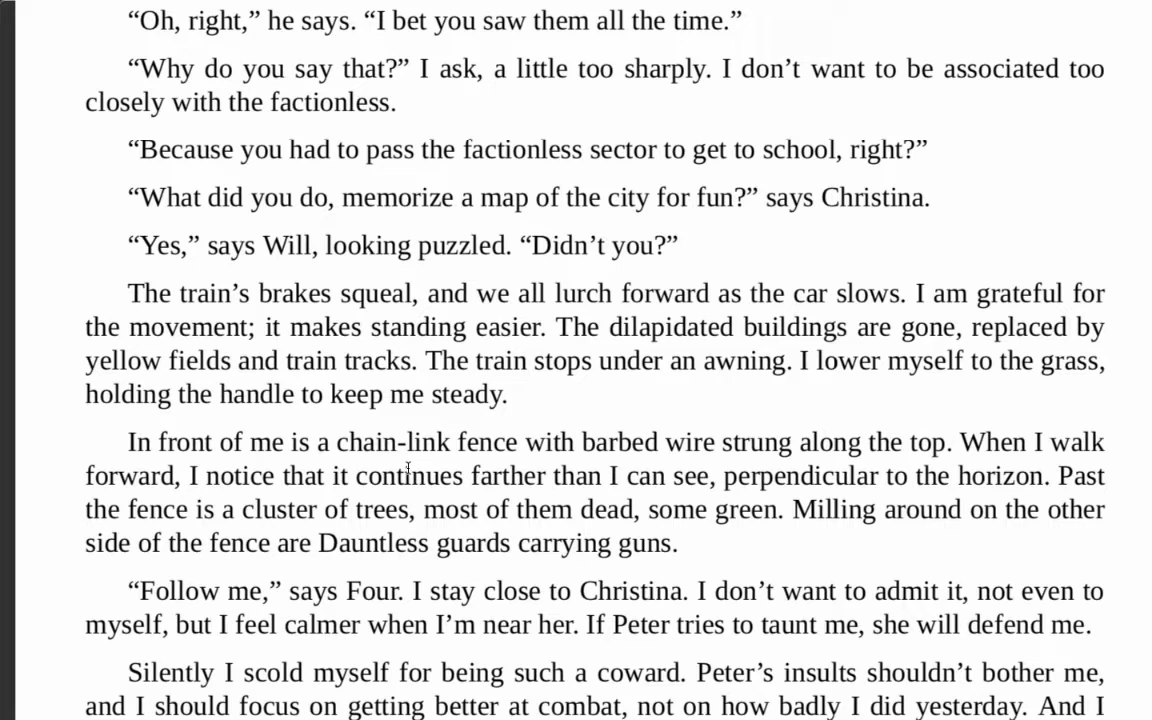 “Oh, right,” he says. “I bet you saw them all the time.”
“Why do you say that?” I ask, a little too sharply. I don’t want to be associated too
closely with the factionless.
“Because you had to pass the factionless sector to get to school, right?”
“What did you do, memorize a map of the city for fun?” says Christina.
“Yes,” says Will, looking puzzled. “Didn’t you?”
The train’s brakes squeal, and we all lurch forward as the car slows. I am grateful for
the movement; it makes standing easier. The dilapidated buildings are gone, replaced by
yellow fields and train tracks. The train stops under an awning. I lower myself to the grass,
holding the handle to keep me steady.
In front of me is a chain-link fence with barbed wire strung along the top. When I walk
forward, I notice that it continues farther than I can see, perpendicular to the horizon. Past
the fence is a cluster of trees, most of them dead, some green. Milling around on the other
side of the fence are Dauntless guards carrying guns.
“Follow me,” says Four. I stay close to Christina. I don’t want to admit it, not even to
myself, but I feel calmer when I’m near her. If Peter tries to taunt me, she will defend me.
Silently I scold myself for being such a coward. Peter’s insults shouldn’t bother me,
and I should focus on getting better at combat, not on how badly I did yesterday. And I